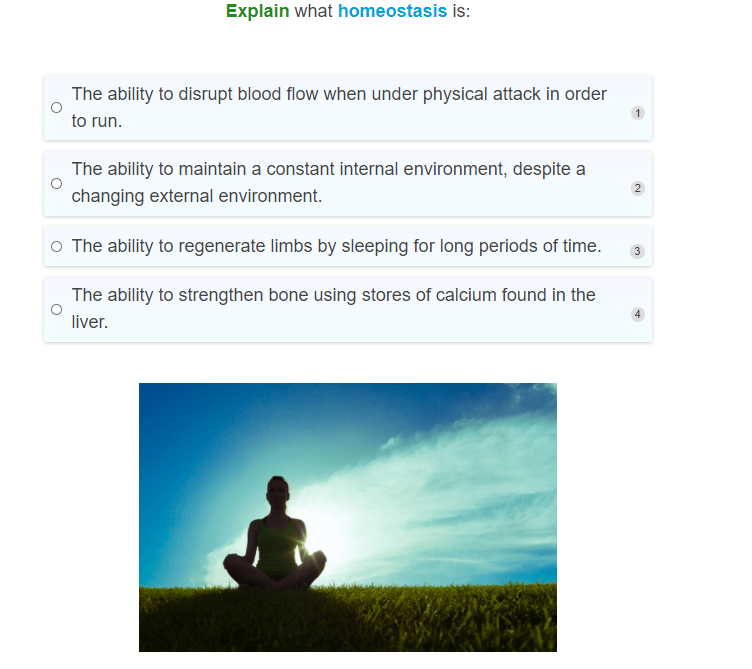 Explain what homeostasis is:
The ability to disrupt blood flow when under physical attack in order
to run.
1
The ability to maintain a constant internal environment, despite a
changing external environment.
2
The ability to regenerate limbs by sleeping for long periods of time.
3
The ability to strengthen bone using stores of calcium found in the
liver.
4